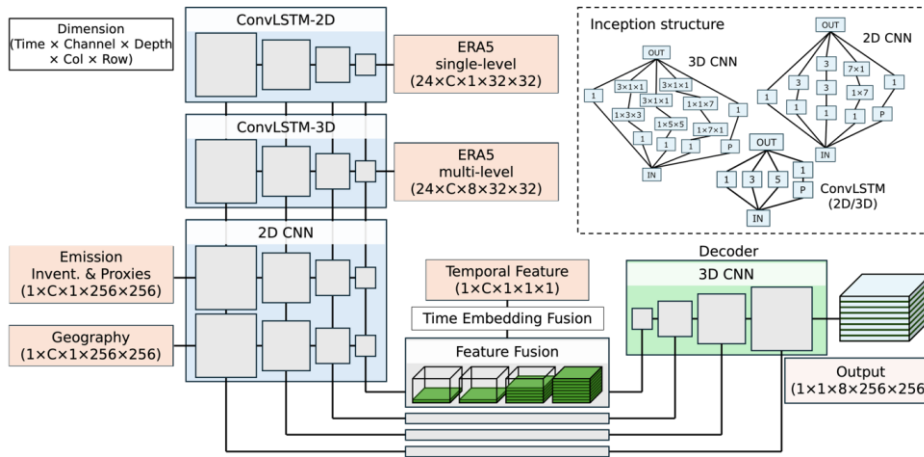 Dimension
(Time × Channel × Depth
× Col × Row)
ConvLSTM-2D
ERA5
single-level
(24×C×1×32×32)
ConvLSTM-3D
ERA5
multi-level
(24×C×8×32×32)
2D CNN
Emission
Invent. & Proxies
(1×C×1×256×256)
Geography
(1×C×1×256×256)
Temporal Feature
(1×C×1×1×1)
Time Embedding Fusion
Feature Fusion
Decoder
3D CNN
Output
(1×1×8×256×256)
Inception structure
3D CNN
OUT
1
3×1×1
3×1×1
1×3×3
3×1×1
1×1×7
1
1×5×5
1×7×1
1
1
1
P
IN
2D CNN
OUT
1
3
3
7×1
1
3
1×7
1
1
1
P
IN
ConvLSTM
(2D/3D)
OUT
1
3
5
1
P
IN